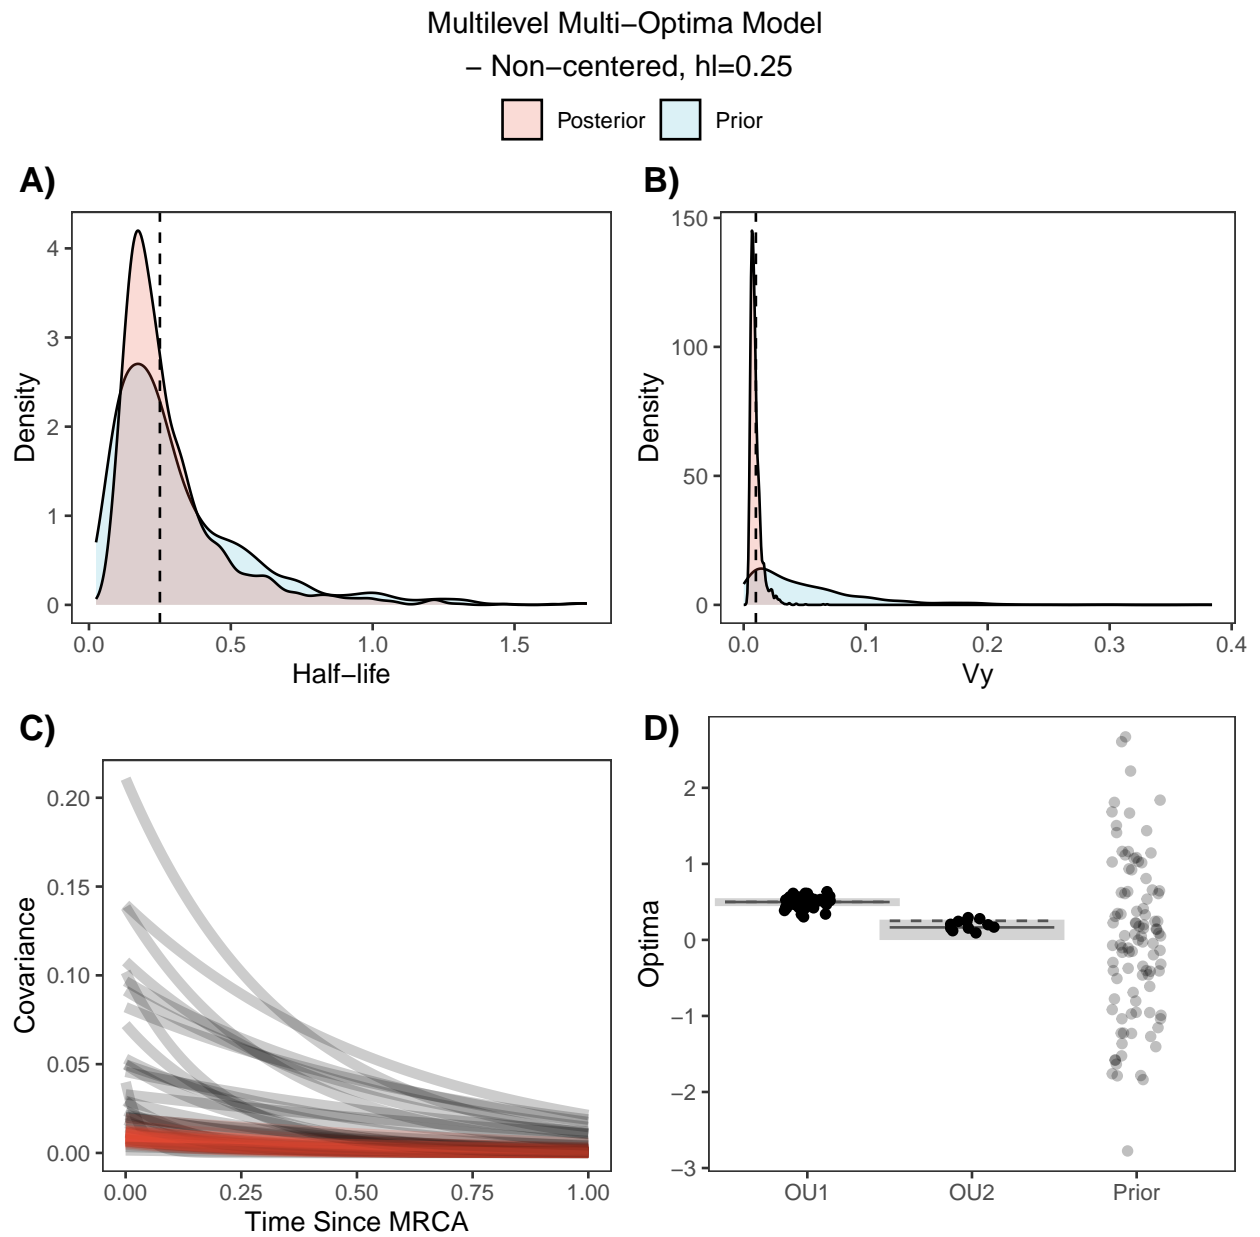 Multilevel Multi−Optima Model
− Non−centered, hl=0.25
Posterior
Prior
A)
Density
4
3
2
1
0
0.0
0.5
1.0
1.5
Half−life
B)
Density
150
100
50
0
0.0
0.1
0.2
0.3
0.4
Vy
C)
Covariance
0.20
0.15
0.10
0.05
0.00
0.00
0.25
0.50
0.75
1.00
Time Since MRCA
D)
Optima
2
1
0
−1
−2
−3
OU1
OU2
Prior